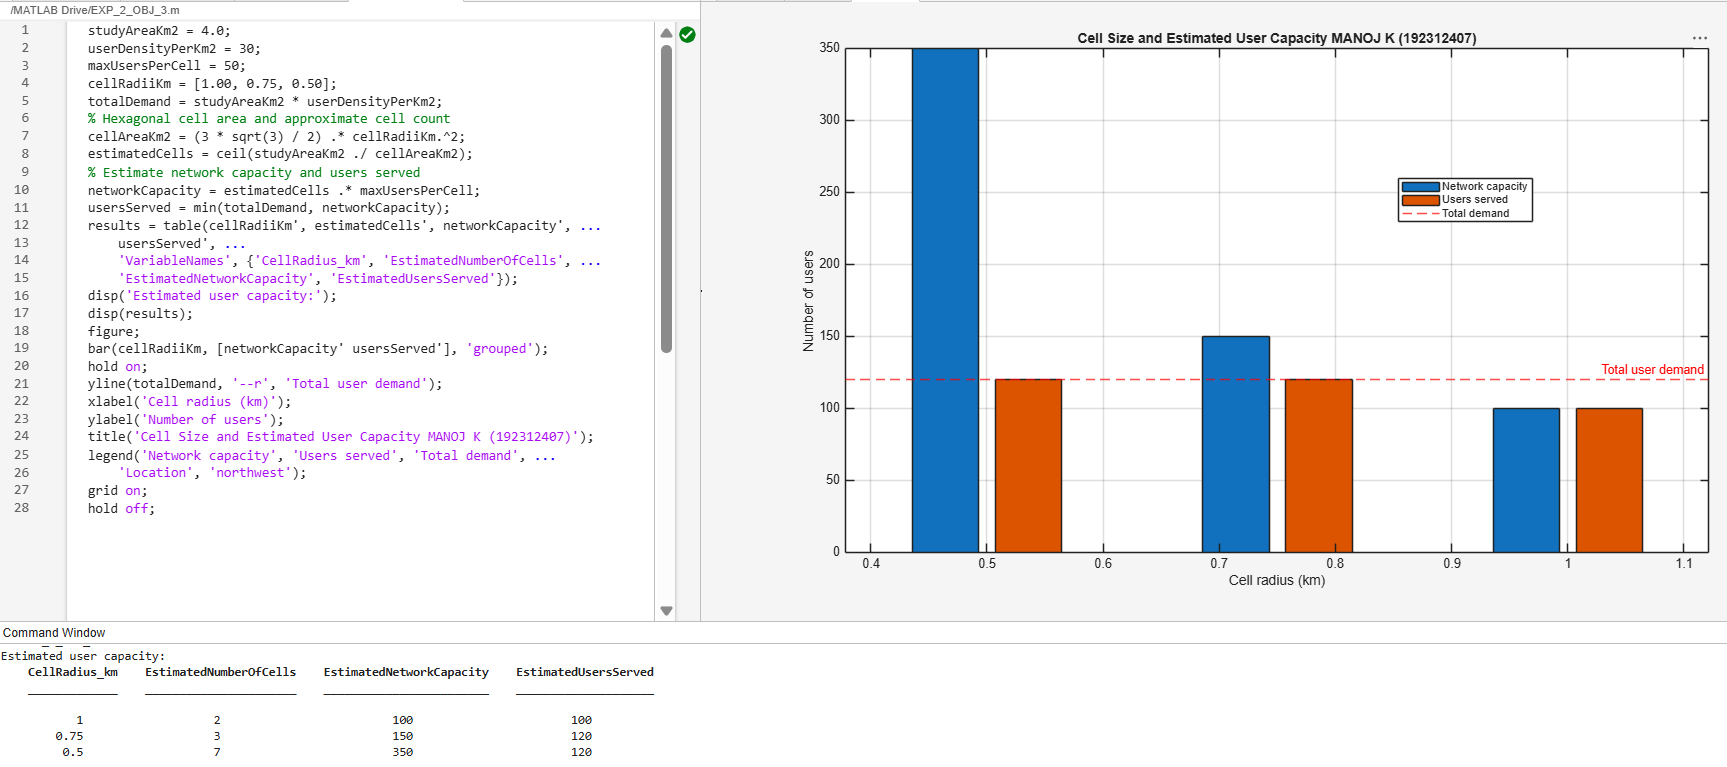 /MATLAB Drive/EXP_2_OBJ_3.m
1 studyAreaKm2 = 4.0;
2 userDensityPerKm2 = 30;
3 maxUsersPerCell = 50;
4 cellRadiiKm = [1.00, 0.75, 0.50];
5 totalDemand = studyAreaKm2 * userDensityPerKm2;
6 % Hexagonal cell area and approximate cell count
7 cellAreaKm2 = (3 * sqrt(3) / 2) .* cellRadiiKm.^2;
8 estimatedCells = ceil(studyAreaKm2 ./ cellAreaKm2);
9 % Estimate network capacity and users served
10 networkCapacity = estimatedCells .* maxUsersPerCell;
11 usersServed = min(totalDemand, networkCapacity);
12 results = table(cellRadiiKm', estimatedCells', networkCapacity', ...
13 usersServed', ...
14 'VariableNames', {'CellRadius_km', 'EstimatedNumberOfCells', ...
15 'EstimatedNetworkCapacity', 'EstimatedUsersServed'});
16 disp('Estimated user capacity:');
17 disp(results);
18 figure;
19 bar(cellRadiiKm, [networkCapacity' usersServed'], 'grouped');
20 hold on;
21 yline(totalDemand, '--r', 'Total user demand');
22 xlabel('Cell radius (km)');
23 ylabel('Number of users');
24 title('Cell Size and Estimated User Capacity MANOJ K (192312407)');
25 legend('Network capacity', 'Users served', 'Total demand', ...
26 'Location', 'northwest');
27 grid on;
28 hold off;
Cell Size and Estimated User Capacity MANOJ K (192312407)
350
300
250
200
150
100
50
0
Number of users
Network capacity
Users served
Total demand
Total user demand
0.4 0.5 0.6 0.7 0.8 0.9 1 1.1
Cell radius (km)
Command Window
Estimated user capacity:
CellRadius_km EstimatedNumberOfCells EstimatedNetworkCapacity EstimatedUsersServed
1 2 100 100
0.75 3 150 120
0.5 7 350 120